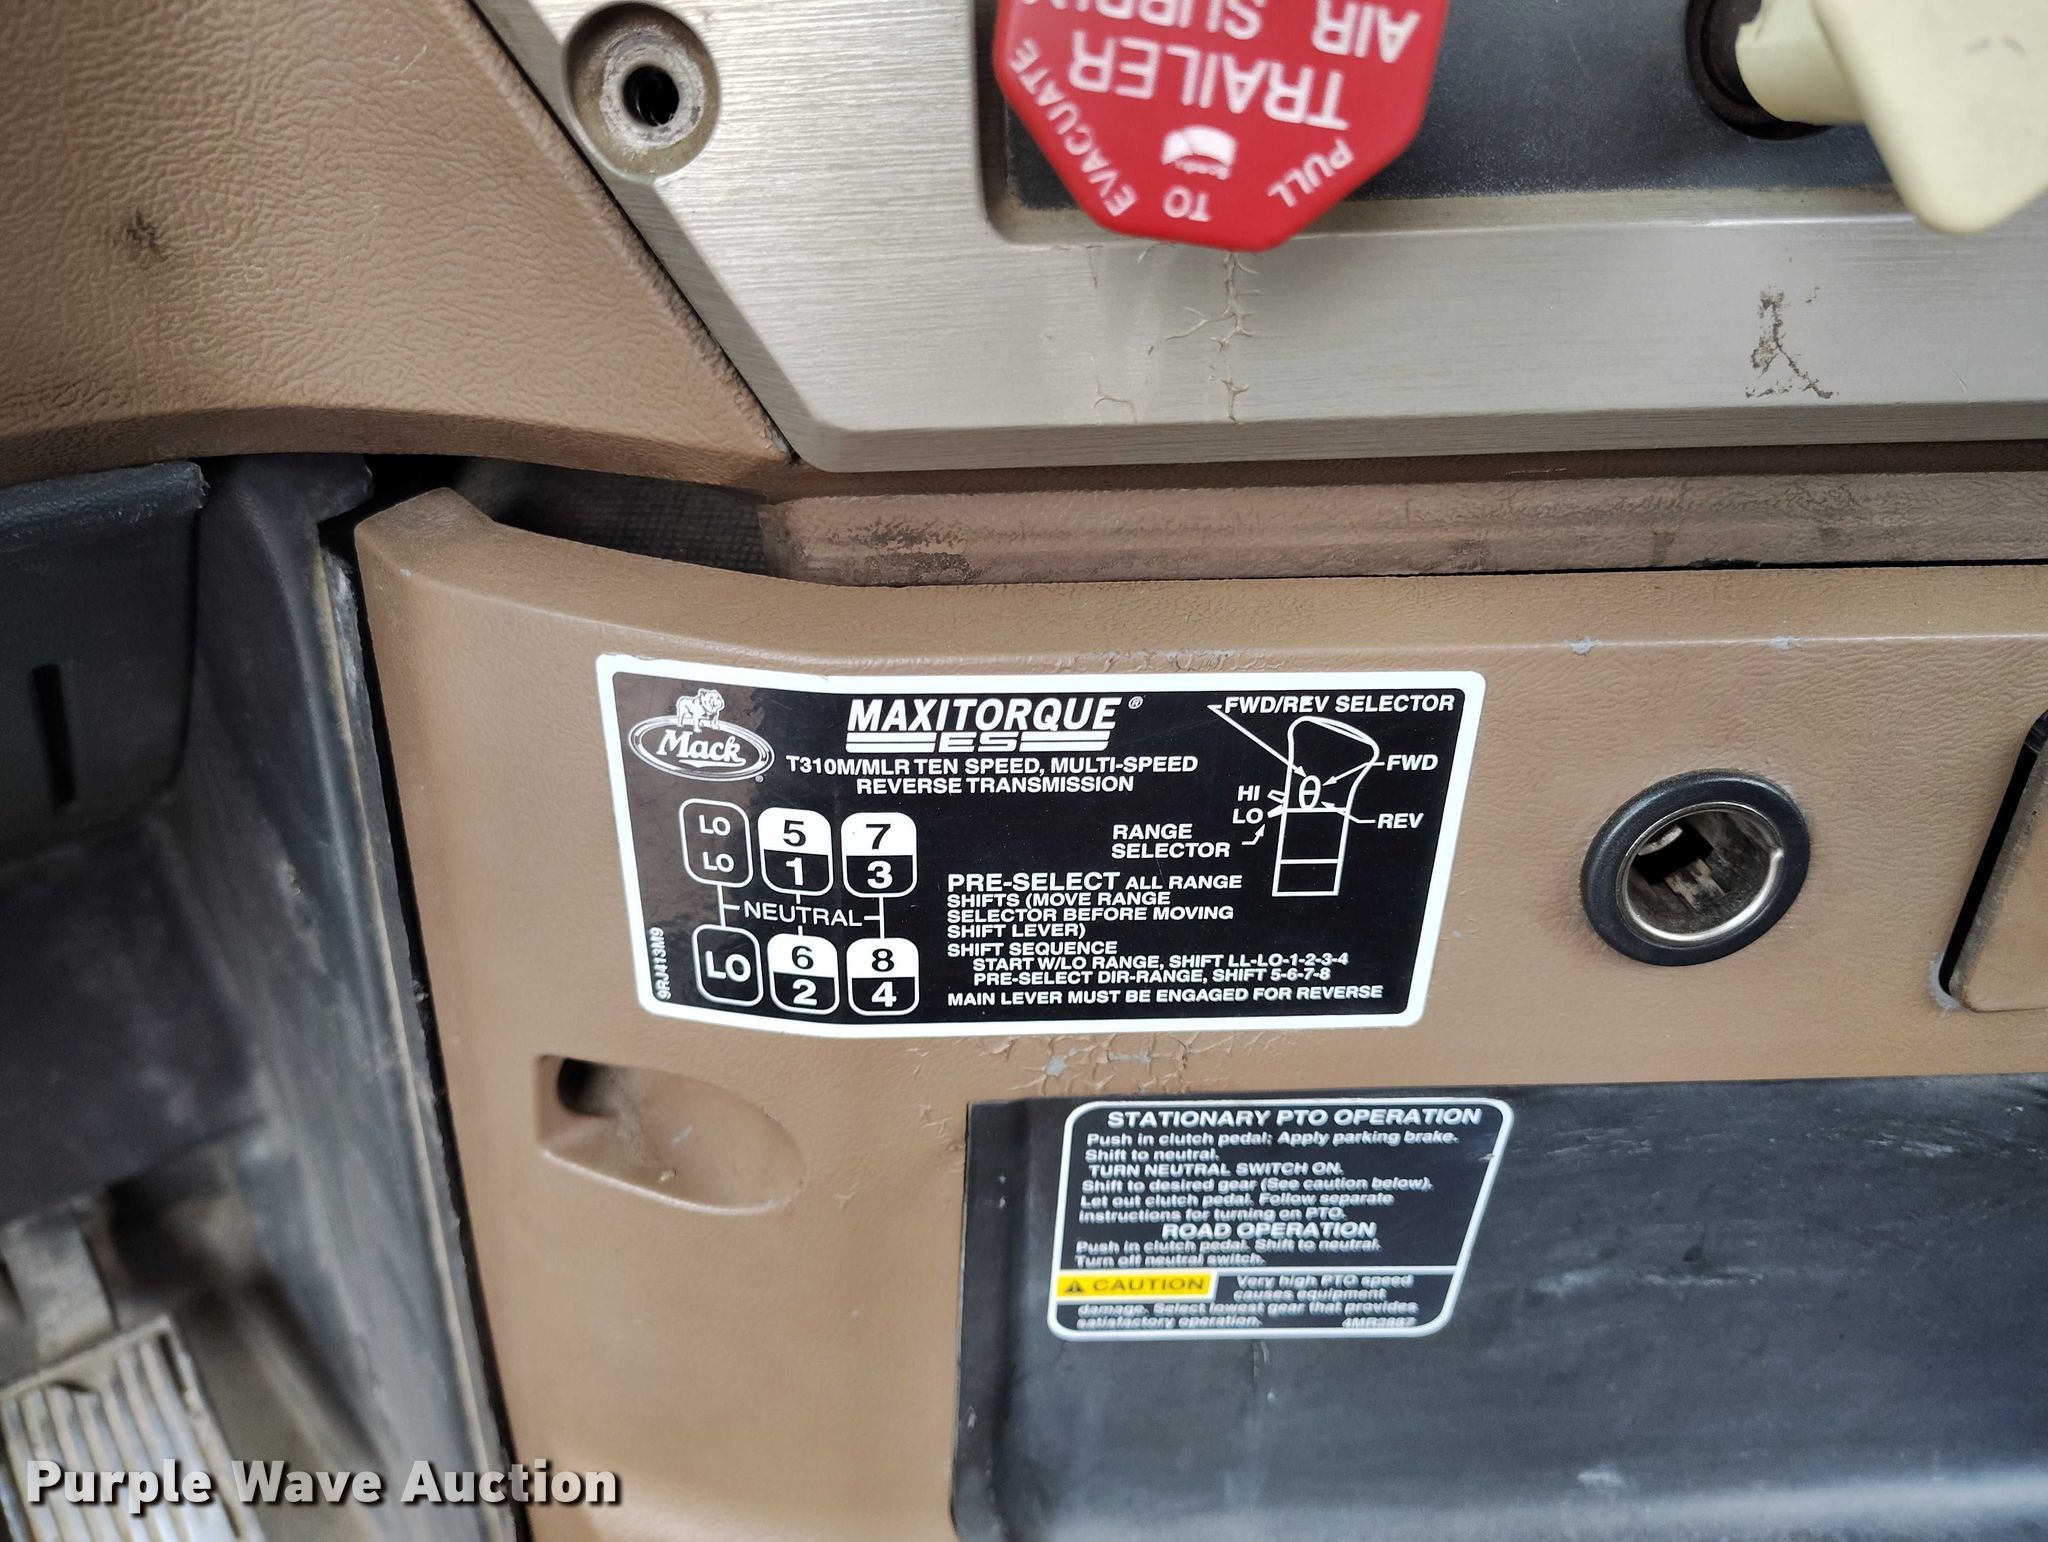 AIR SUPPLY
TRAILER
PULL TO EVACUATE
Mack®
MAXITORQUE®
ES
T310M/MLR TEN SPEED, MULTI-SPEED
REVERSE TRANSMISSION
LO
LO
5
1
7
3
NEUTRAL
LO
6
2
8
4
9RJ413M9
FWD/REV SELECTOR
FWD
HI
LO
REV
RANGE
SELECTOR
PRE-SELECT ALL RANGE
SHIFTS (MOVE RANGE
SELECTOR BEFORE MOVING
SHIFT LEVER)
SHIFT SEQUENCE
START W/LO RANGE, SHIFT LL-LO-1-2-3-4
PRE-SELECT DIR-RANGE, SHIFT 5-6-7-8
MAIN LEVER MUST BE ENGAGED FOR REVERSE
STATIONARY PTO OPERATION
Push in clutch pedal; Apply parking brake.
Shift to neutral.
TURN NEUTRAL SWITCH ON.
Shift to desired gear (See caution below).
Let out clutch pedal. Follow separate
instructions for turning on PTO.
ROAD OPERATION
Push in clutch pedal. Shift to neutral.
Turn off neutral switch.
CAUTION
Very high PTO speed
causes equipment
damage. Select lowest gear that provides
satisfactory operation.
Purple Wave Auction